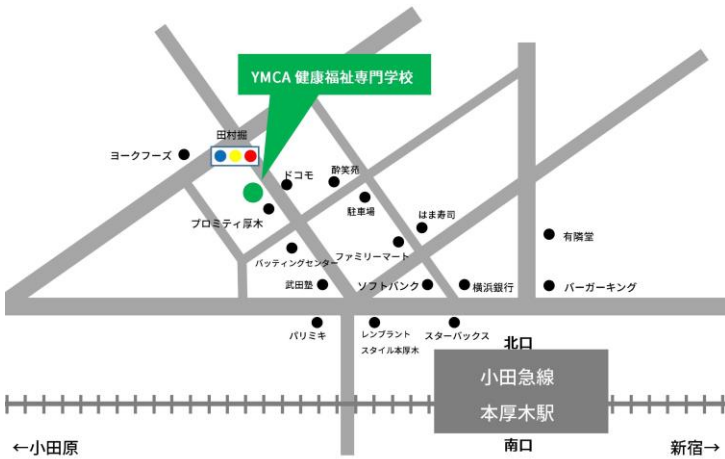 YMCA 健康福祉専門学校
田村掘
ヨークフーズ
ドコモ
酔笑苑
駐車場
プロミティ厚木
はま寿司
バッティングセンター
ファミリーマート
有隣堂
武田塾
ソフトバンク
横浜銀行
バーガーキング
パリミキ
レンブラント
スタイル本厚木
スターバックス
北口
小田急線
本厚木駅
南口
←小田原
新宿→